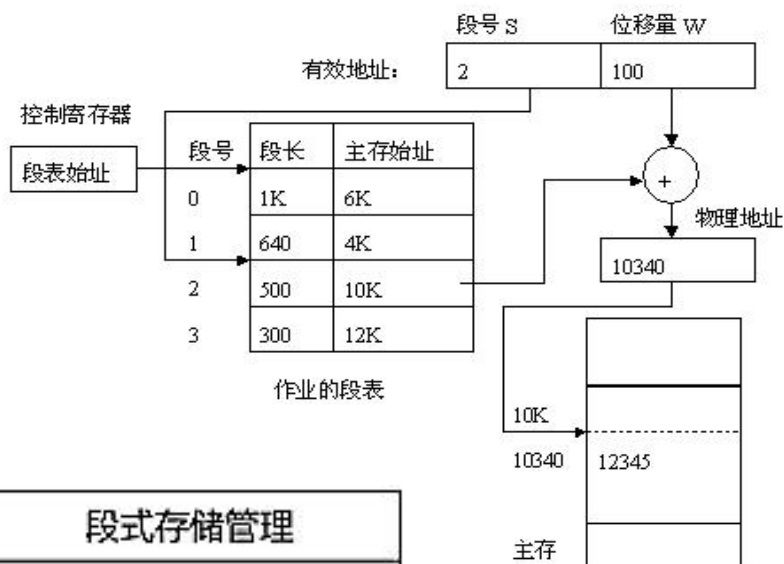 段号 S 位移量 W
有效地址： 2 100
控制寄存器
段表始址
段号 段长 主存始址
0 1K 6K
1 640 4K
2 500 10K
3 300 12K
作业的段表
+
物理地址
10340
10K
10340 12345
主存
段式存储管理